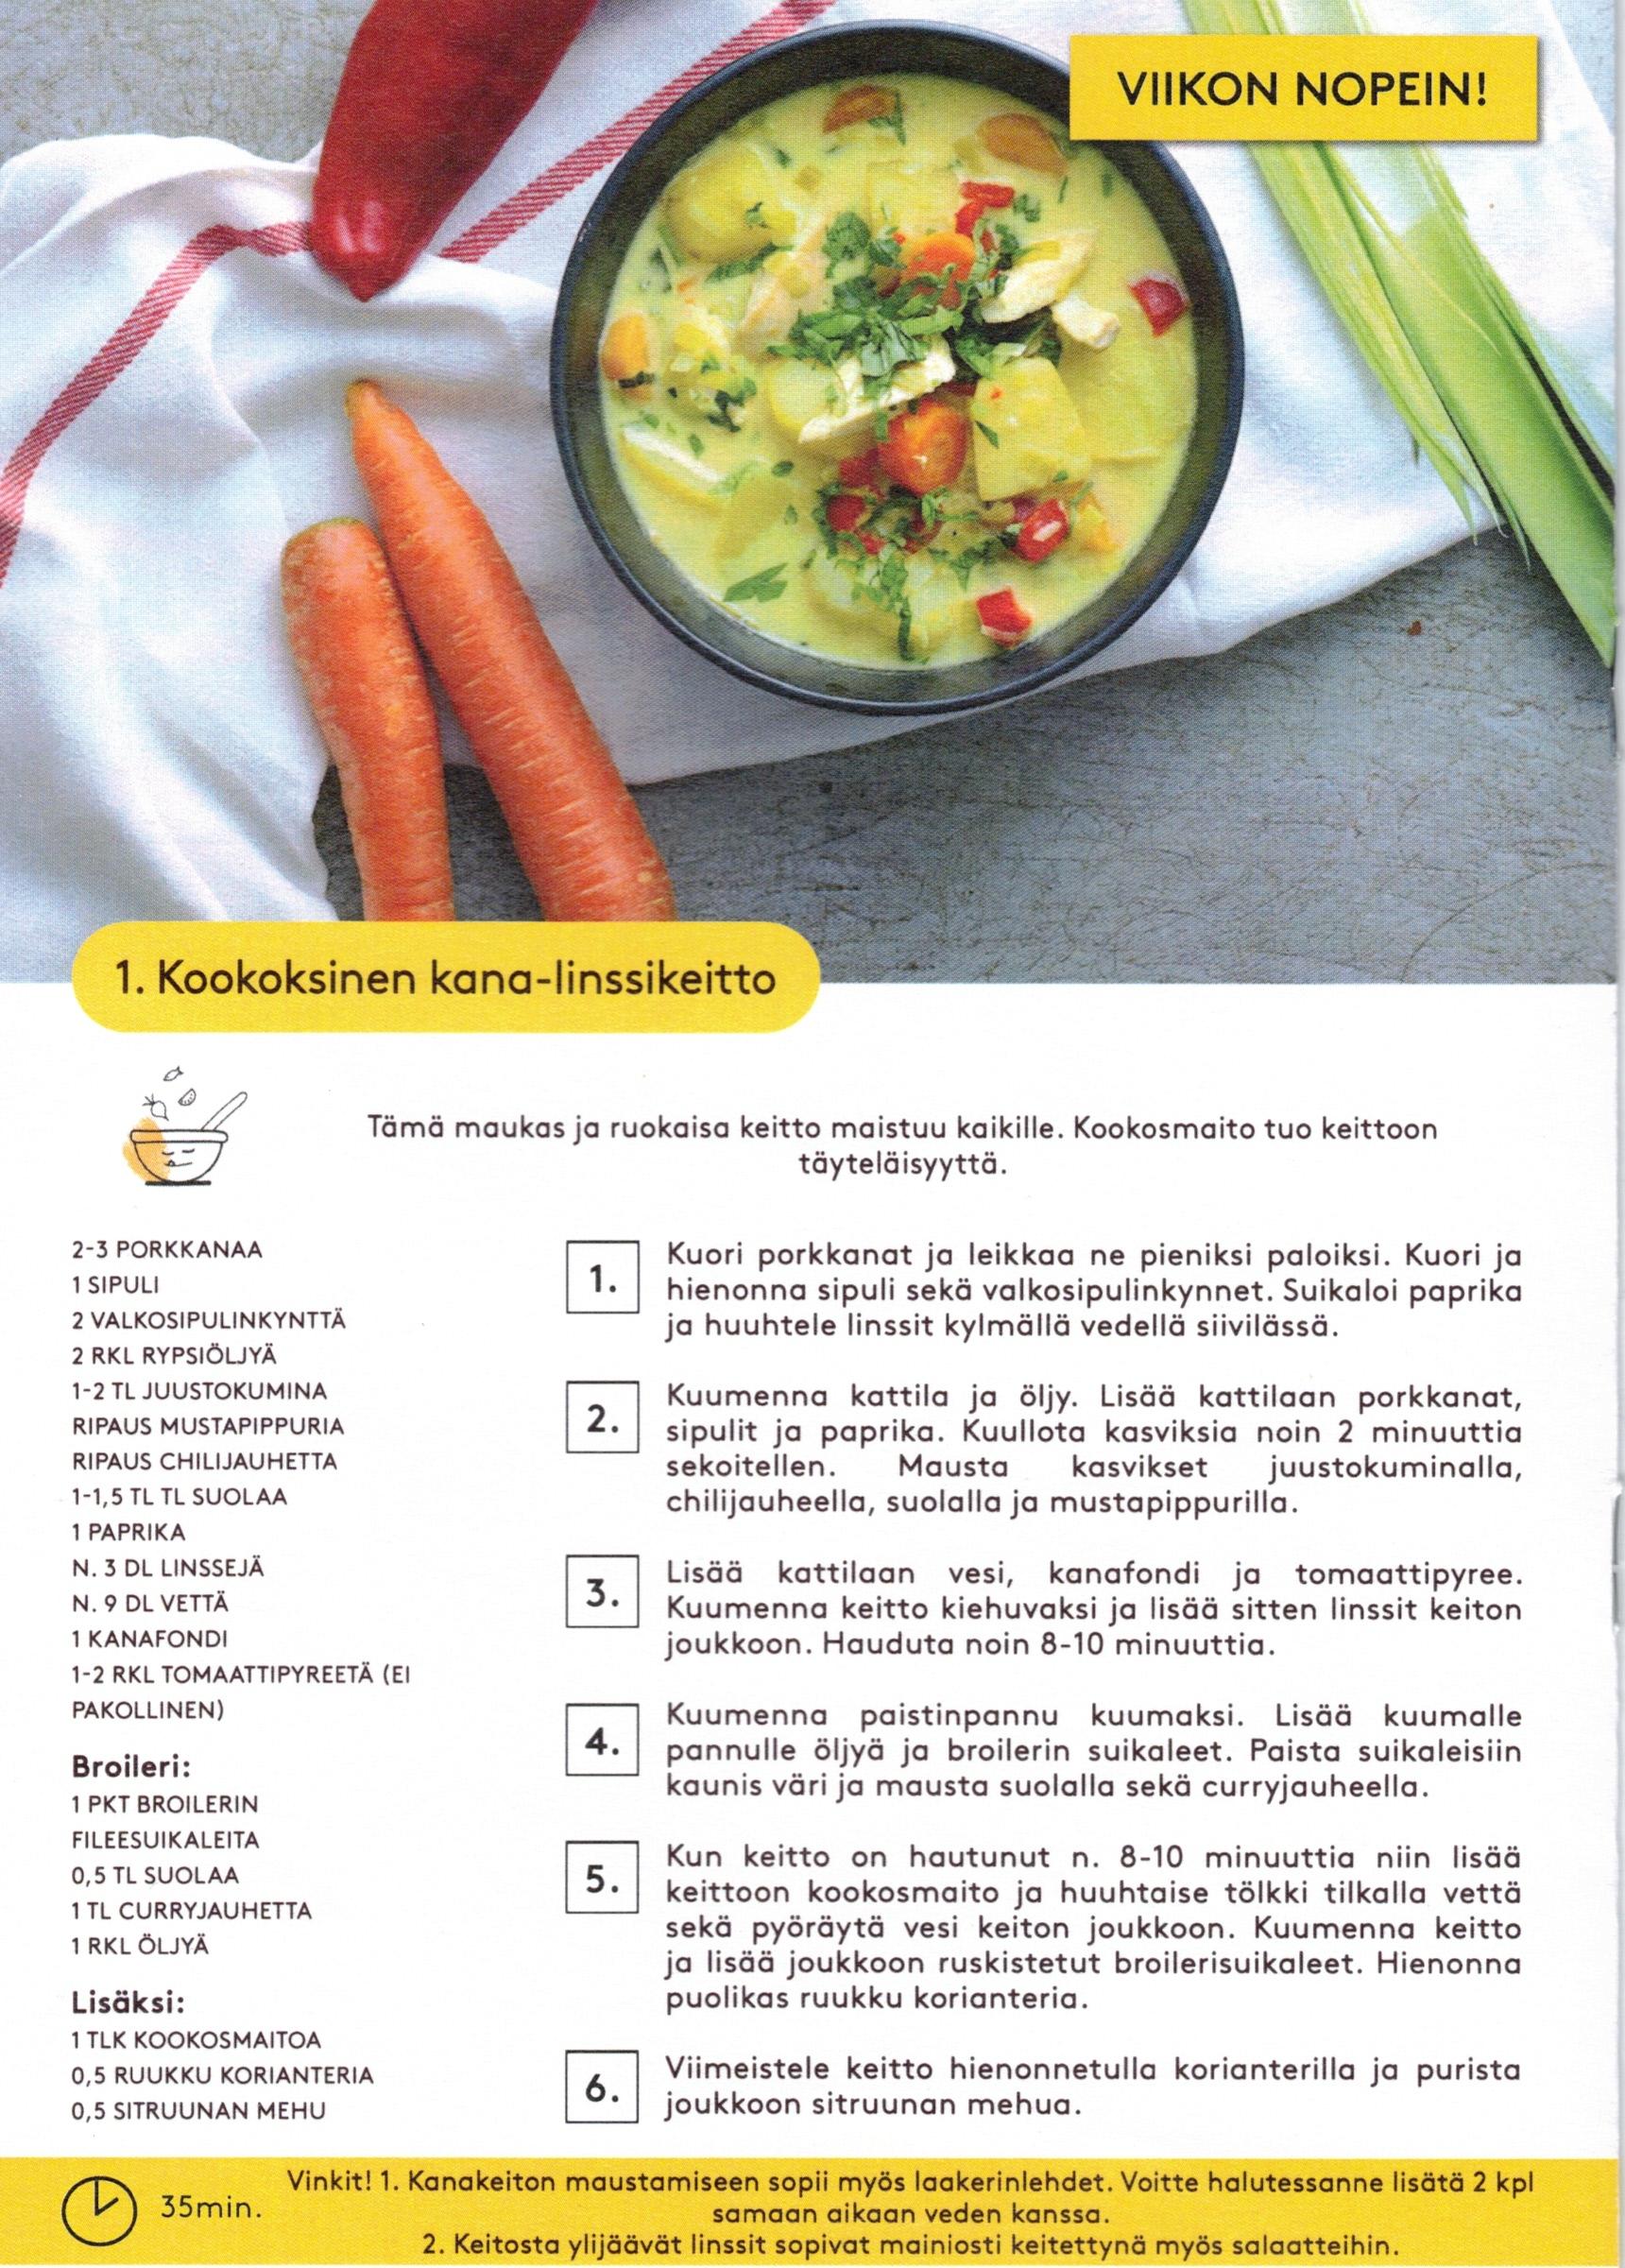 VIIKON NOPEIN!
1. Kookoksinen kana-linssikeitto
Tämä maukas ja ruokaisa keitto maistuu kaikille. Kookosmaito tuo keittoon
täyteläisyyttä.
2-3 PORKKANAA
1 SIPULI
2 VALKOSIPULINKYNTTÄ
2 RKL RYPSIÖLJYÄ
1-2 TL JUUSTOKUMINA
RIPAUS MUSTAPIPPURIA
RIPAUS CHILIJAUHETTA
1-1,5 TL TL SUOLAA
1 PAPRIKA
N. 3 DL LINSSEJÄ
N. 9 DL VETTÄ
1 KANAFONDI
1-2 RKL TOMAATTIPYREETÄ (EI
PAKOLLINEN)
Broileri:
1 PKT BROILERIN
FILEESUIKALEITA
0,5 TL SUOLAA
1 TL CURRYJAUHETTA
1 RKL ÖLJYÄ
Lisäksi:
1 TLK KOOKOSMAITOA
0,5 RUUKKU KORIANTERIA
0,5 SITRUUNAN MEHU
1.
Kuori porkkanat ja leikkaa ne pieniksi paloiksi. Kuori ja
hienonna sipuli sekä valkosipulinkynnet. Suikaloi paprika
ja huuhtele linssit kylmällä vedellä siivilässä.
2.
Kuumenna kattila ja öljy. Lisää kattilaan porkkanat,
sipulit ja paprika. Kuullota kasviksia noin 2 minuuttia
sekoitellen. Mausta kasvikset juustokuminalla,
chilijauheella, suolalla ja mustapippurilla.
3.
Lisää kattilaan vesi, kanafondi ja tomaattipyree.
Kuumenna keitto kiehuvaksi ja lisää sitten linssit keiton
joukkoon. Hauduta noin 8-10 minuuttia.
4.
Kuumenna paistinpannu kuumaksi. Lisää kuumalle
pannulle öljyä ja broilerin suikaleet. Paista suikaleisiin
kaunis väri ja mausta suolalla sekä curryjauheella.
5.
Kun keitto on hautunut n. 8-10 minuuttia niin lisää
keittoon kookosmaito ja huuhtaise tölkki tilkalla vettä
sekä pyöräytä vesi keiton joukkoon. Kuumenna keitto
ja lisää joukkoon ruskistetut broilerisuikaleet. Hienonna
puolikas ruukku korianteria.
6.
Viimeistele keitto hienonnetulla korianterilla ja purista
joukkoon sitruunan mehua.
35min.
Vinkit! 1. Kanakeiton maustamiseen sopii myös laakerinlehdet. Voitte halutessanne lisätä 2 kpl
samaan aikaan veden kanssa.
2. Keitosta ylijäävät linssit sopivat mainiosti keitettynä myös salaatteihin.